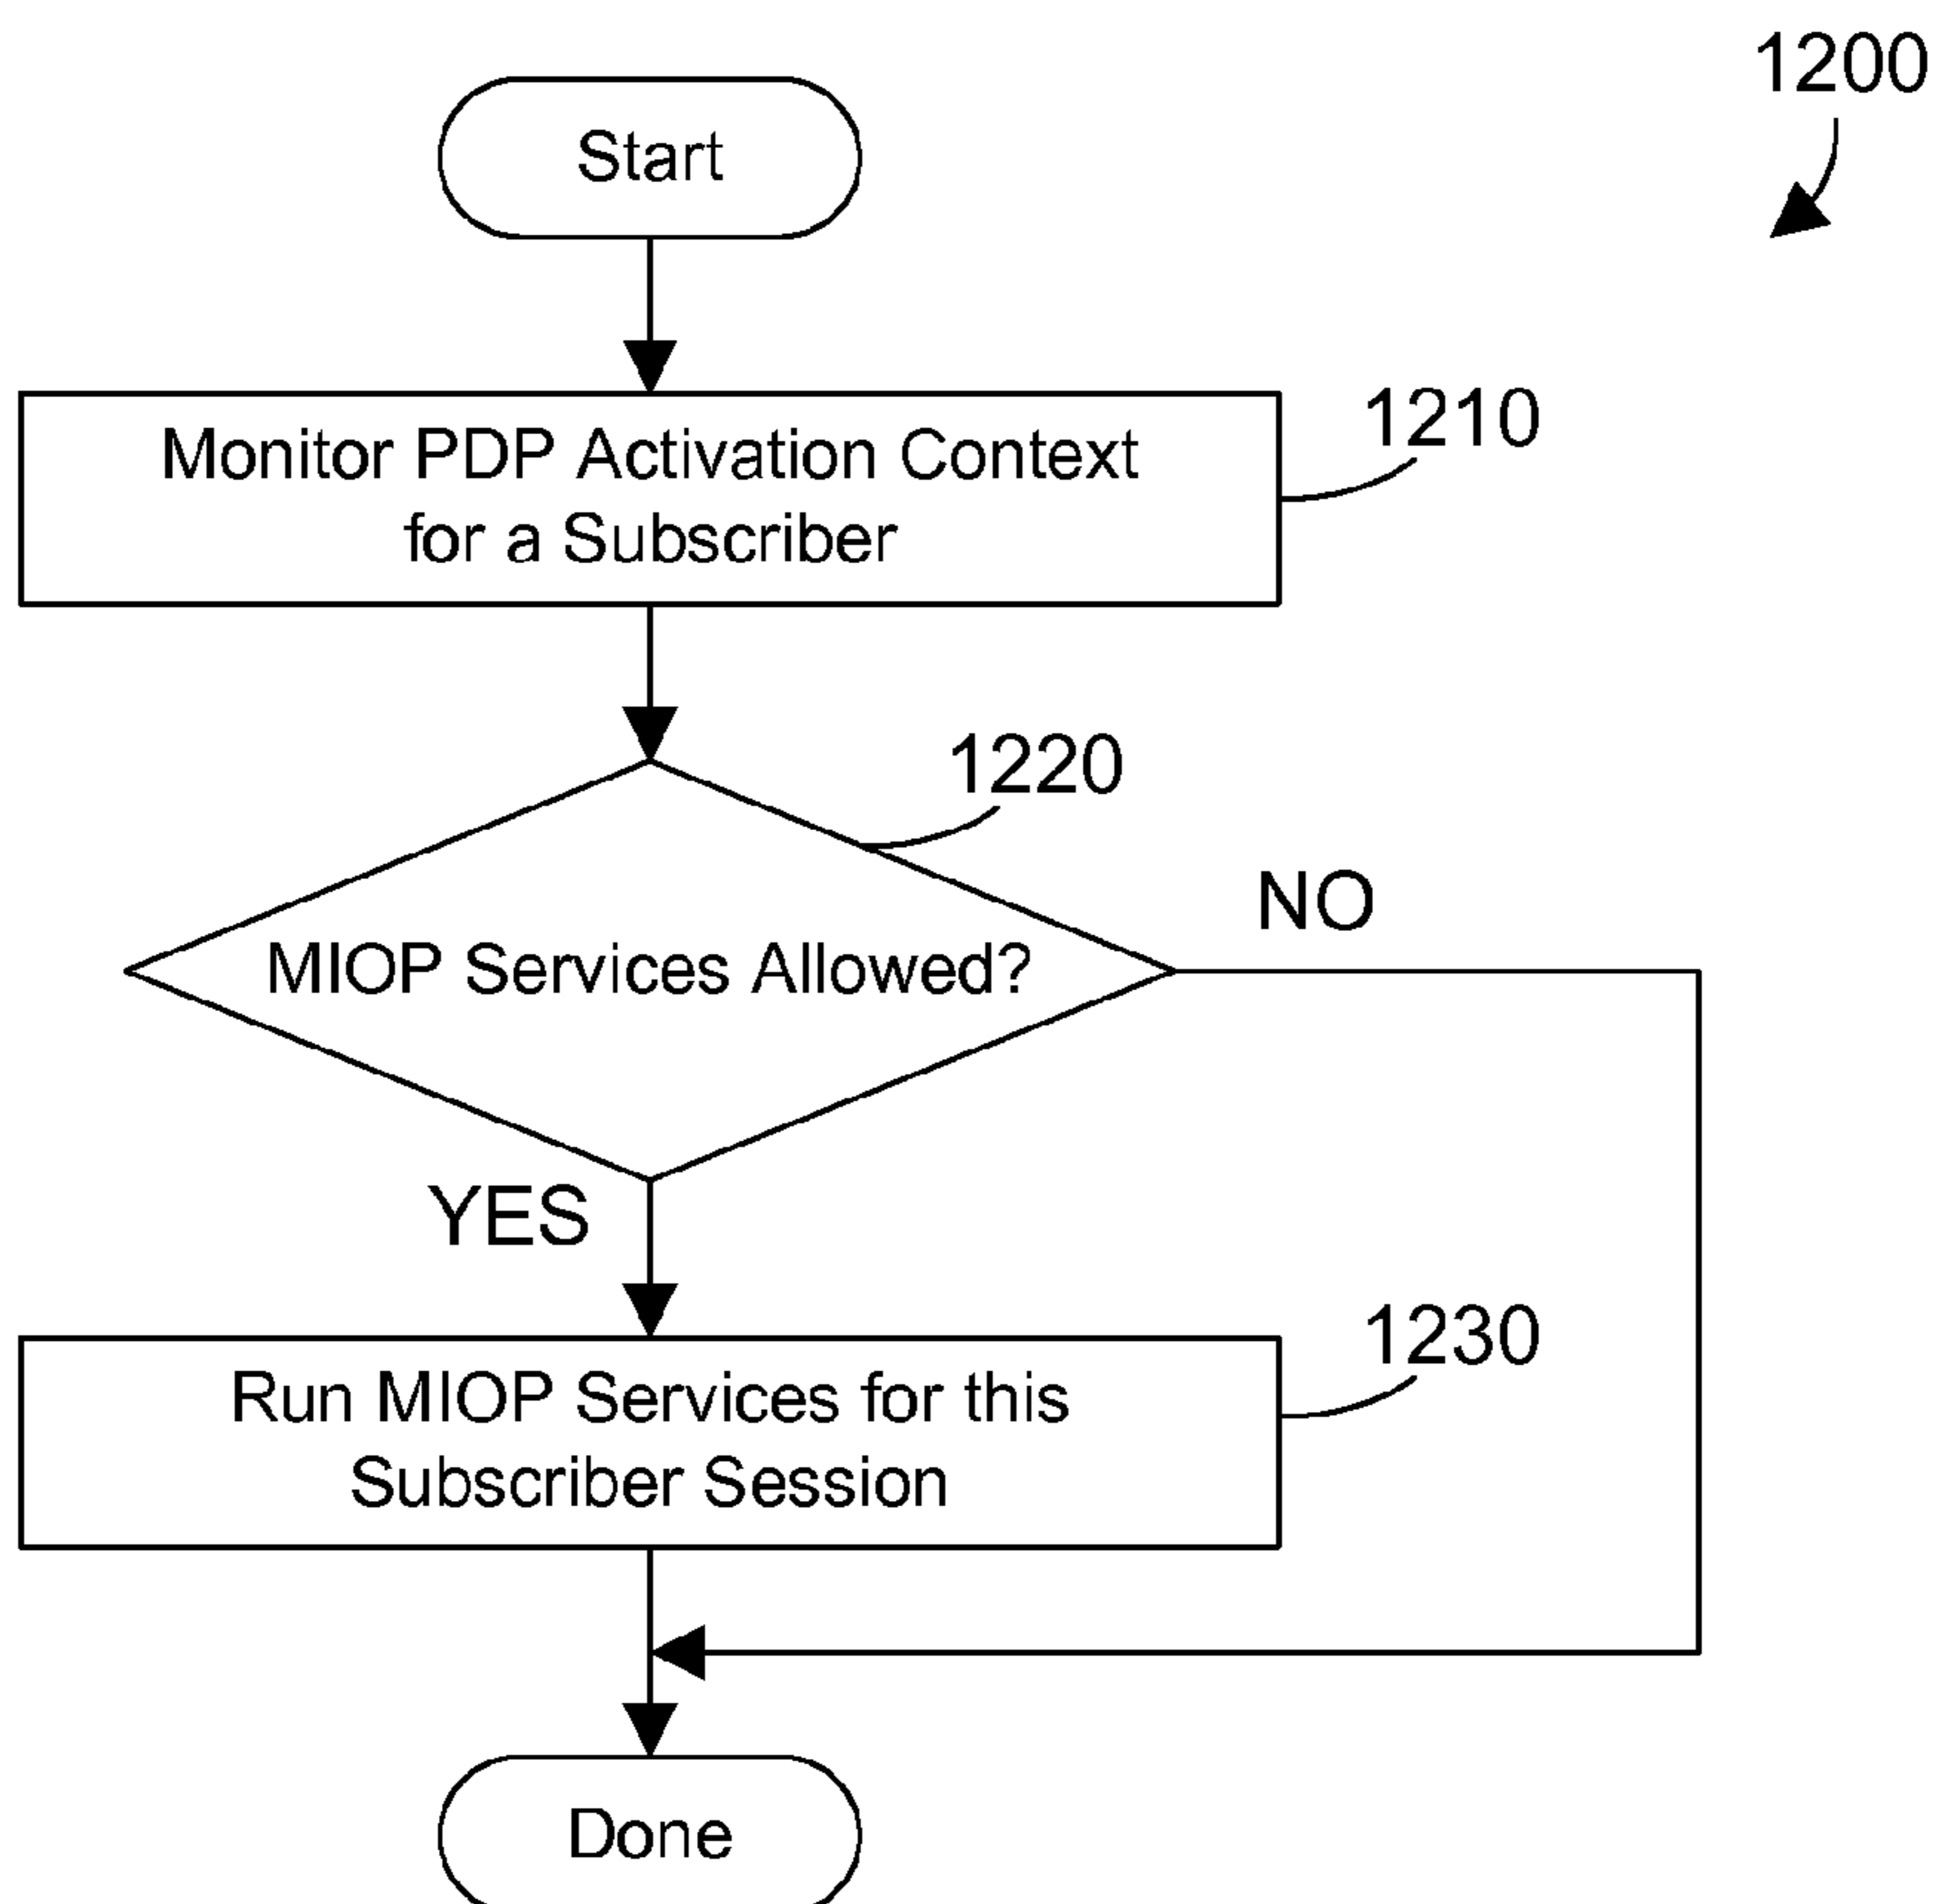 1200
Start
Monitor PDP Activation Context
for a Subscriber
1210
1220
MIOP Services Allowed?
NO
YES
Run MIOP Services for this
Subscriber Session
1230
Done